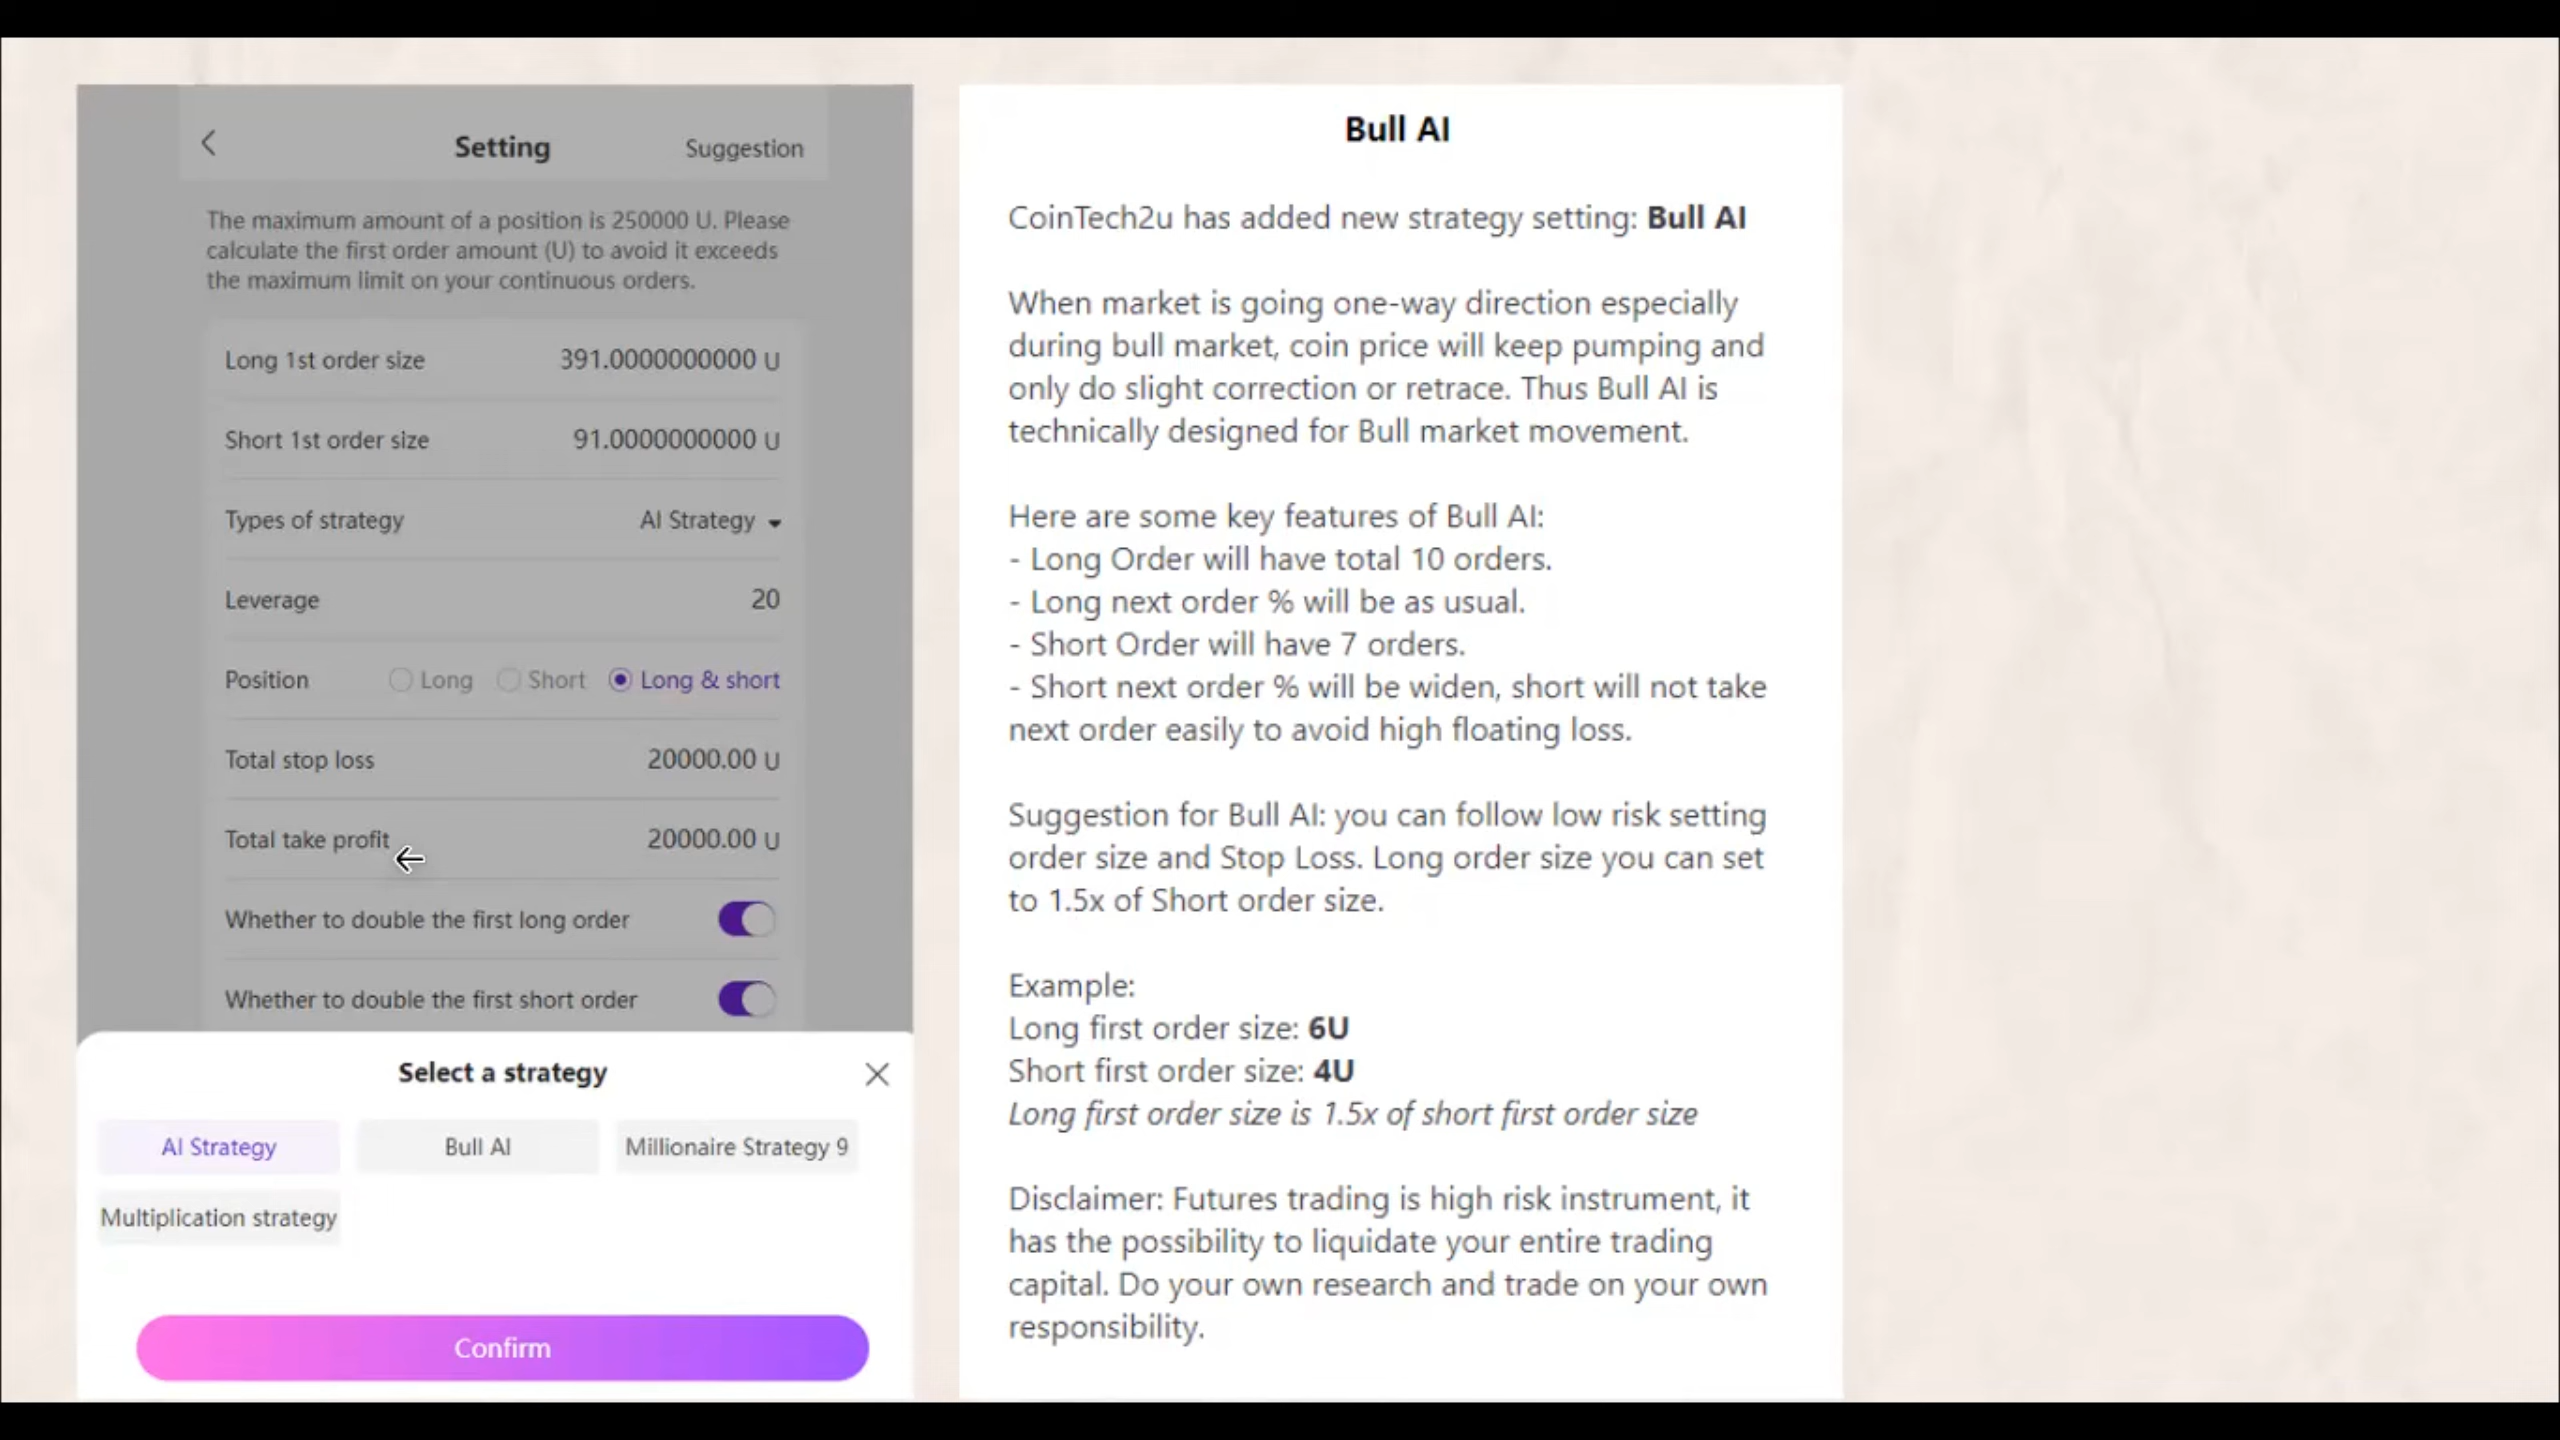 Setting
Suggestion
The maximum amount of a position is 250000 U. Please
calculate the first order amount (U) to avoid it exceeds
the maximum limit on your continuous orders.
Long 1st order size 391.0000000000 U
Short 1st order size 91.0000000000 U
Types of strategy AI Strategy
Leverage 20
Position Long Short Long & short
Total stop loss 20000.00 U
Total take profit 20000.00 U
Whether to double the first long order
Whether to double the first short order
Select a strategy
AI Strategy Bull AI Millionaire Strategy 9
Multiplication strategy
Confirm
Bull AI
CoinTech2u has added new strategy setting: Bull AI
When market is going one-way direction especially
during bull market, coin price will keep pumping and
only do slight correction or retrace. Thus Bull AI is
technically designed for Bull market movement.
Here are some key features of Bull AI:
- Long Order will have total 10 orders.
- Long next order % will be as usual.
- Short Order will have 7 orders.
- Short next order % will be widen, short will not take
next order easily to avoid high floating loss.
Suggestion for Bull AI: you can follow low risk setting
order size and Stop Loss. Long order size you can set
to 1.5x of Short order size.
Example:
Long first order size: 6U
Short first order size: 4U
Long first order size is 1.5x of short first order size
Disclaimer: Futures trading is high risk instrument, it
has the possibility to liquidate your entire trading
capital. Do your own research and trade on your own
responsibility.